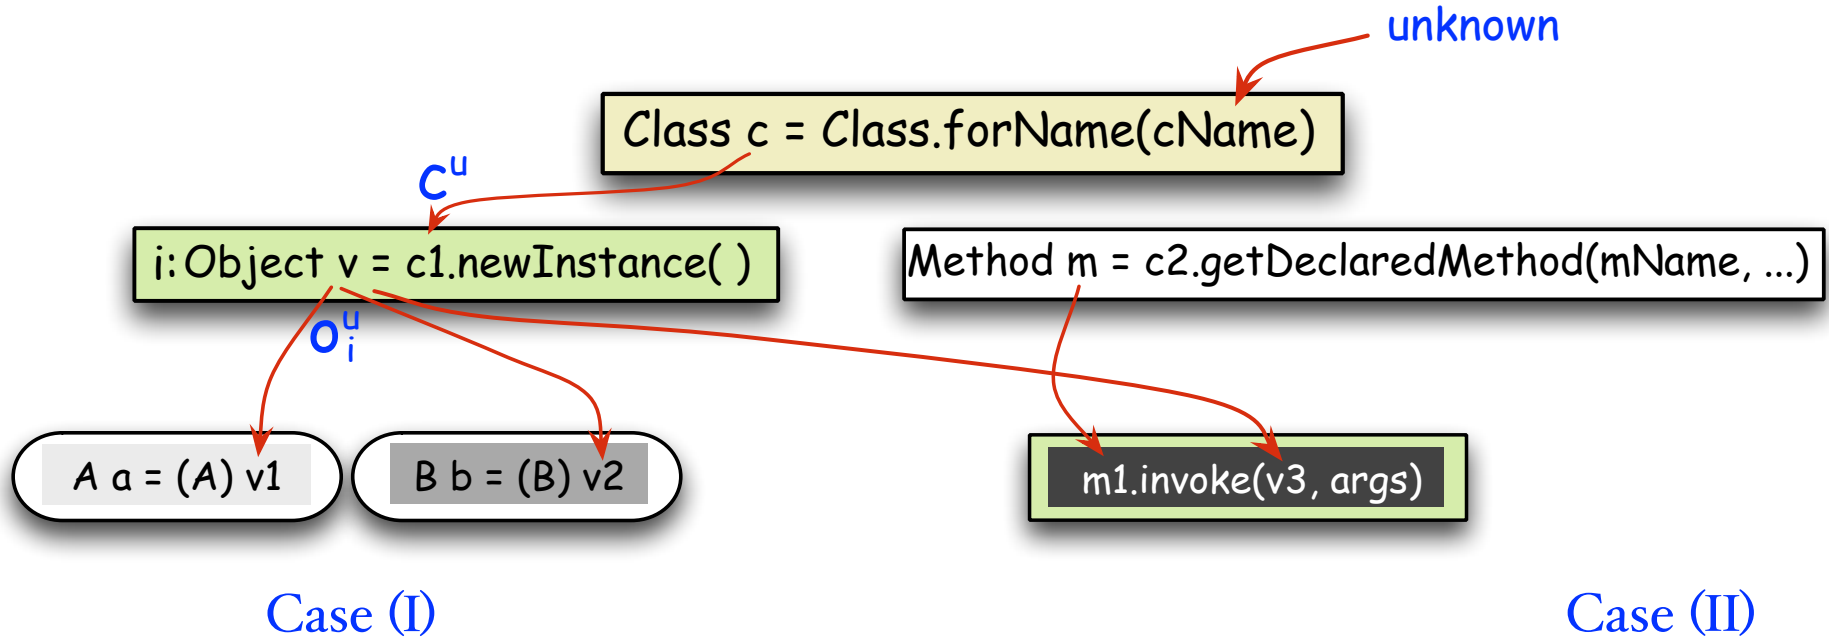 unknown
Class c = Class.forName(cName)
c^u
i: Object v = c1.newInstance( )
Method m = c2.getDeclaredMethod(mName, ...)
o_i^u
A a = (A) v1
B b = (B) v2
m1.invoke(v3, args)
Case (I)
Case (II)